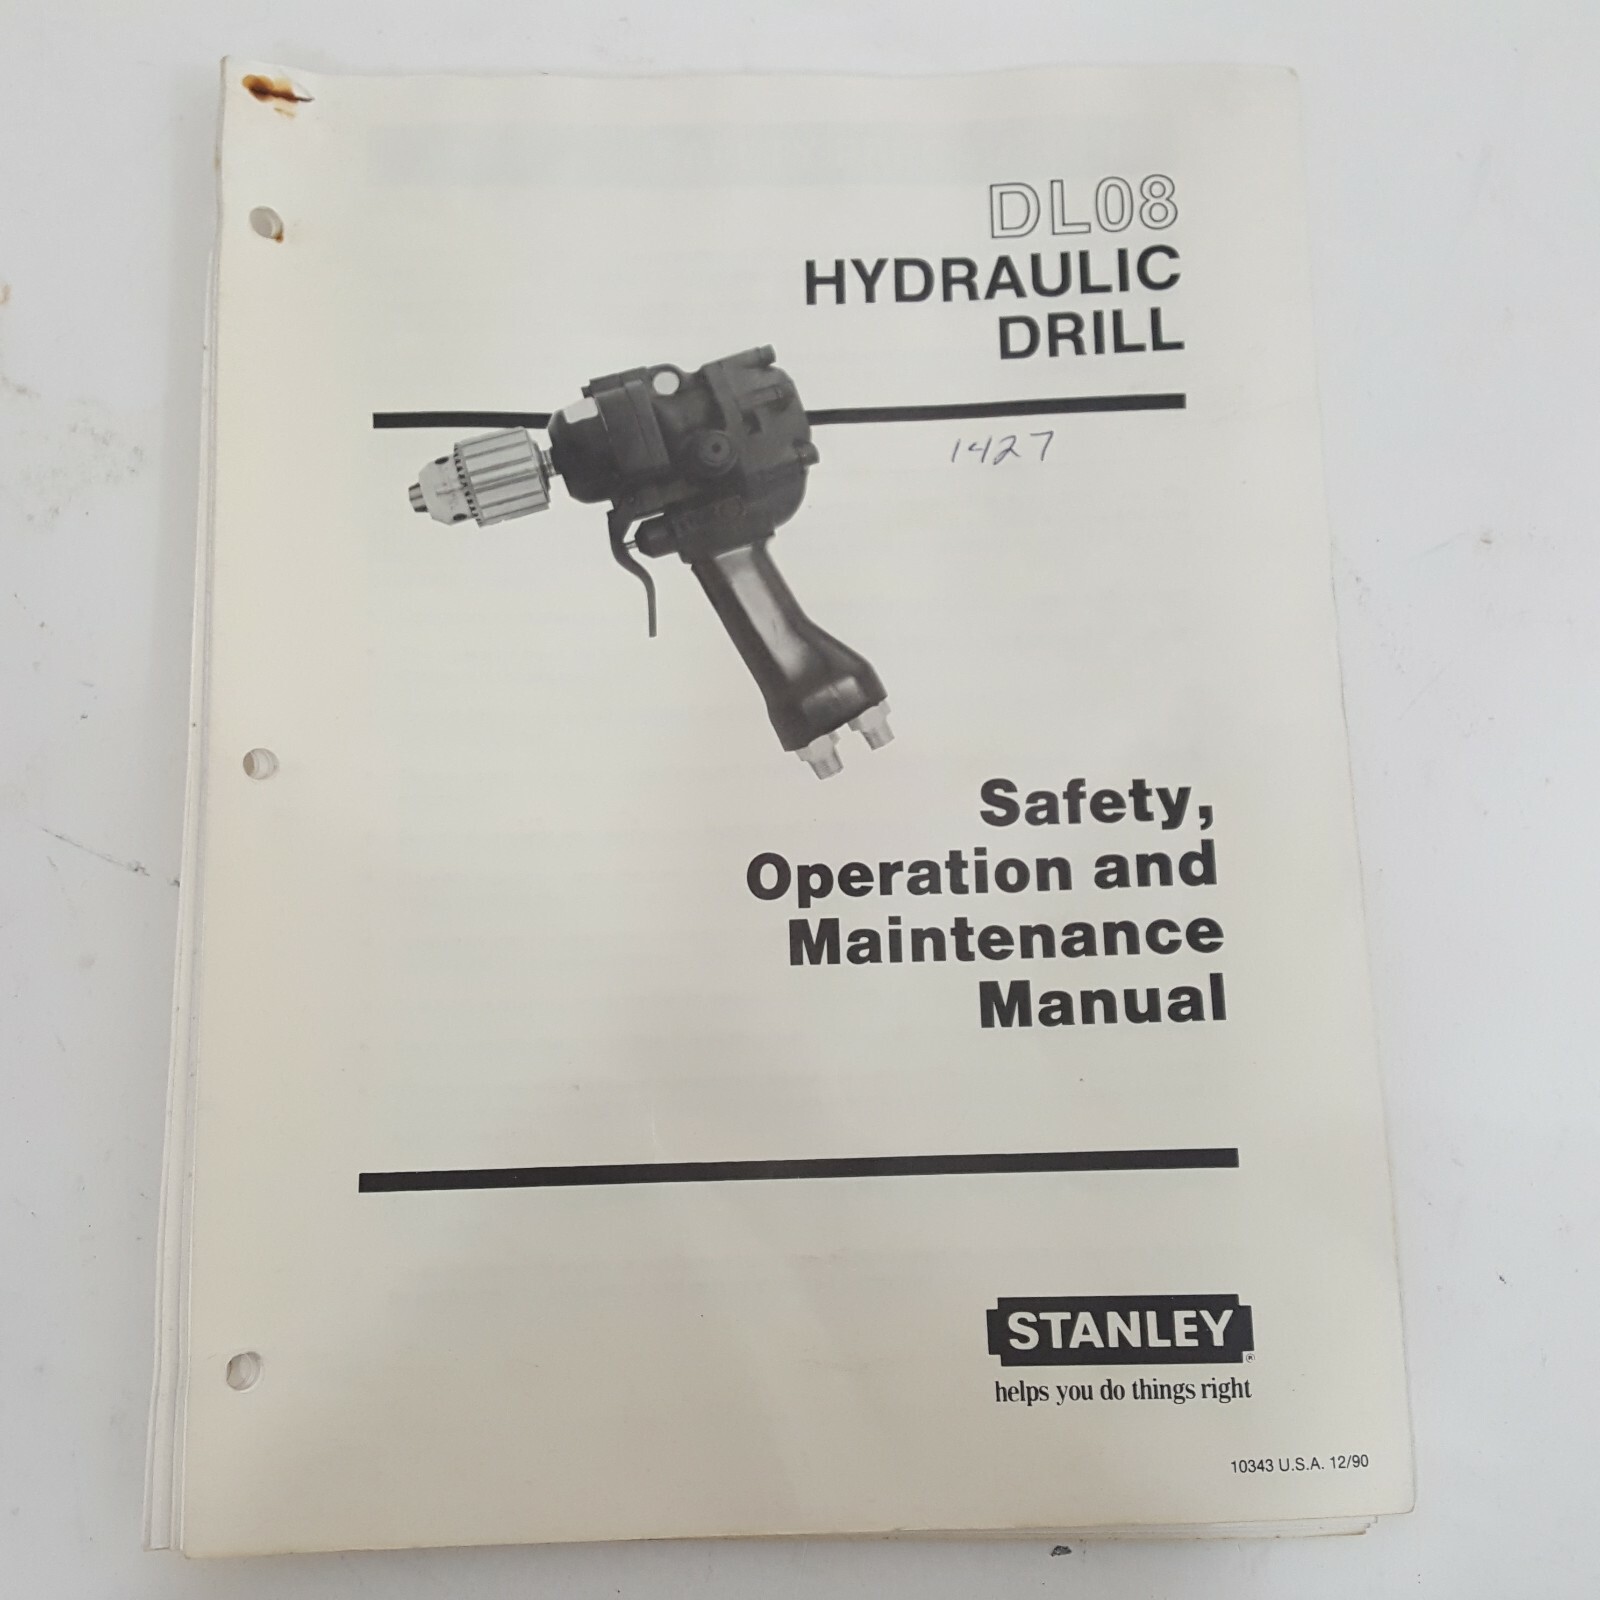 DL08
HYDRAULIC
DRILL
1427
Safety,
Operation and
Maintenance
Manual
STANLEY®
helps you do things right
10343 U.S.A. 12/90